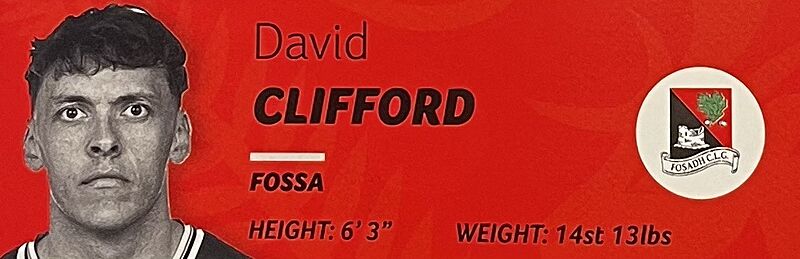 David
CLIFFORD
FOSSA
HEIGHT: 6' 3"
WEIGHT: 14st 13lbs
FOSADH C.L.G.